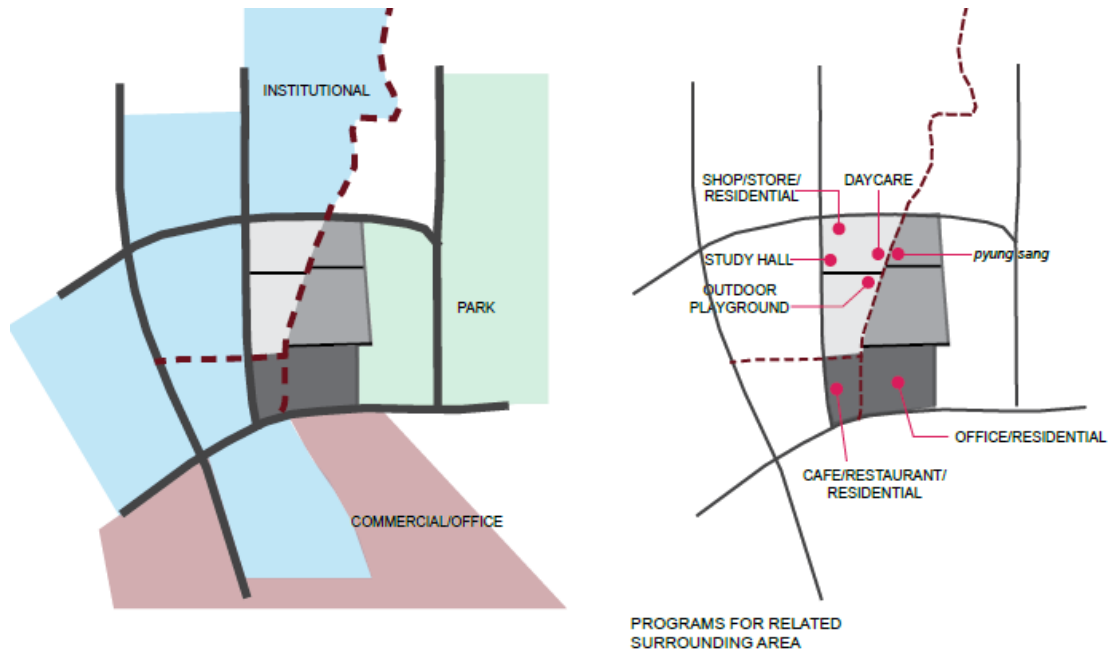 INSTITUTIONAL
PARK
COMMERCIAL/OFFICE
SHOP/STORE/
RESIDENTIAL
DAYCARE
STUDY HALL
pyung sang
OUTDOOR
PLAYGROUND
OFFICE/RESIDENTIAL
CAFE/RESTAURANT/
RESIDENTIAL
PROGRAMS FOR RELATED
SURROUNDING AREA